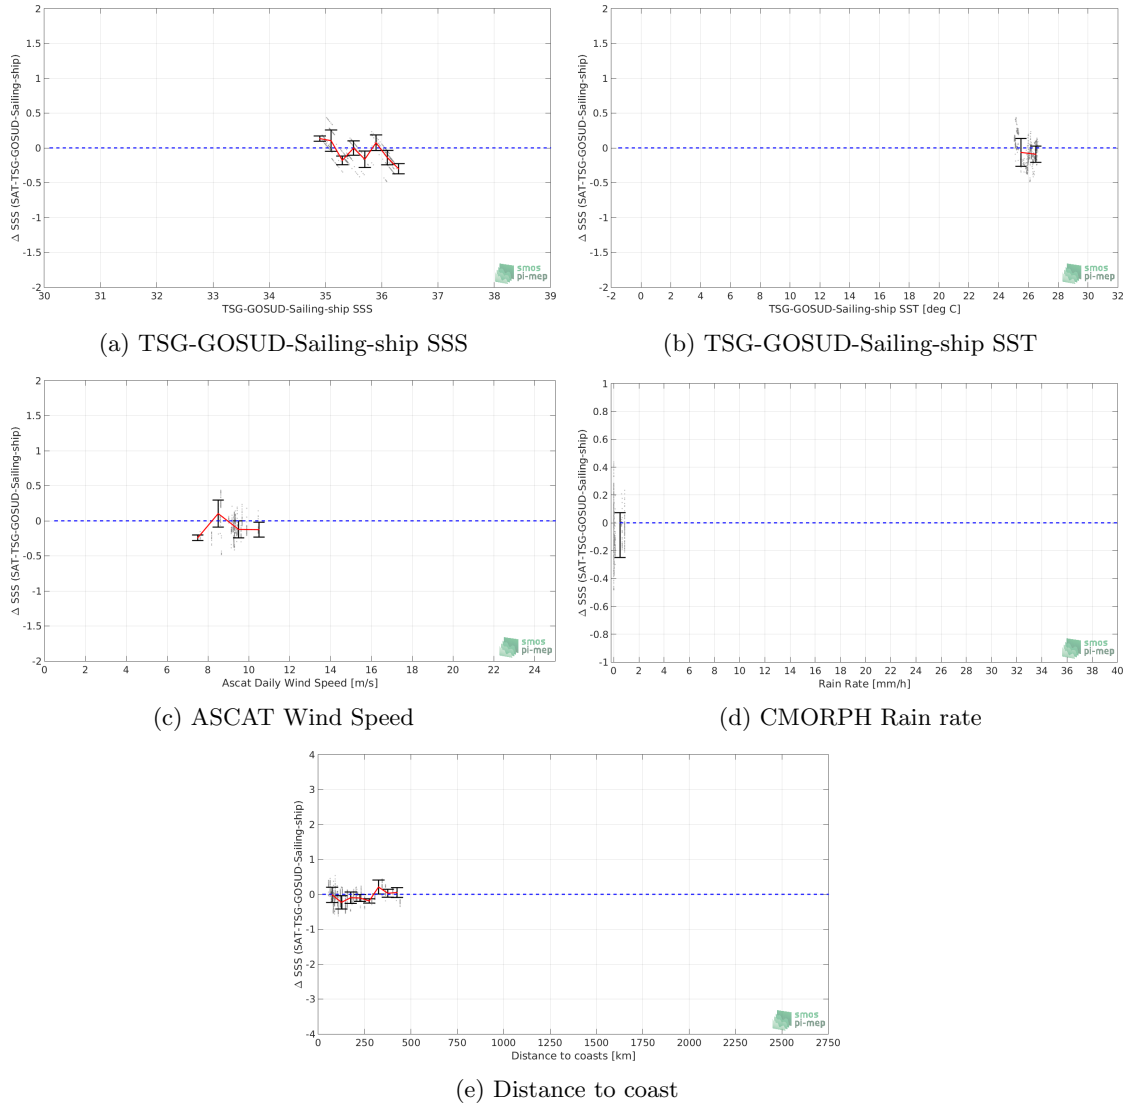 2
1.5
1
0.5
0
-0.5
-1
-1.5
-2
Δ SSS (SAT-TSG-GOSUD-Sailing-ship)
30 31 32 33 34 35 36 37 38 39
TSG-GOSUD-Sailing-ship SSS
smos
pi-mep
(a) TSG-GOSUD-Sailing-ship SSS
2
1.5
1
0.5
0
-0.5
-1
-1.5
-2
Δ SSS (SAT-TSG-GOSUD-Sailing-ship)
-2 0 2 4 6 8 10 12 14 16 18 20 22 24 26 28 30 32
TSG-GOSUD-Sailing-ship SST [deg C]
smos
pi-mep
(b) TSG-GOSUD-Sailing-ship SST
2
1.5
1
0.5
0
-0.5
-1
-1.5
-2
Δ SSS (SAT-TSG-GOSUD-Sailing-ship)
0 2 4 6 8 10 12 14 16 18 20 22 24
Ascat Daily Wind Speed [m/s]
smos
pi-mep
(c) ASCAT Wind Speed
1
0.8
0.6
0.4
0.2
0
-0.2
-0.4
-0.6
-0.8
-1
Δ SSS (SAT-TSG-GOSUD-Sailing-ship)
0 2 4 6 8 10 12 14 16 18 20 22 24 26 28 30 32 34 36 38 40
Rain Rate [mm/h]
smos
pi-mep
(d) CMORPH Rain rate
4
3
2
1
0
-1
-2
-3
-4
Δ SSS (SAT-TSG-GOSUD-Sailing-ship)
0 250 500 750 1000 1250 1500 1750 2000 2250 2500 2750
Distance to coasts [km]
smos
pi-mep
(e) Distance to coast